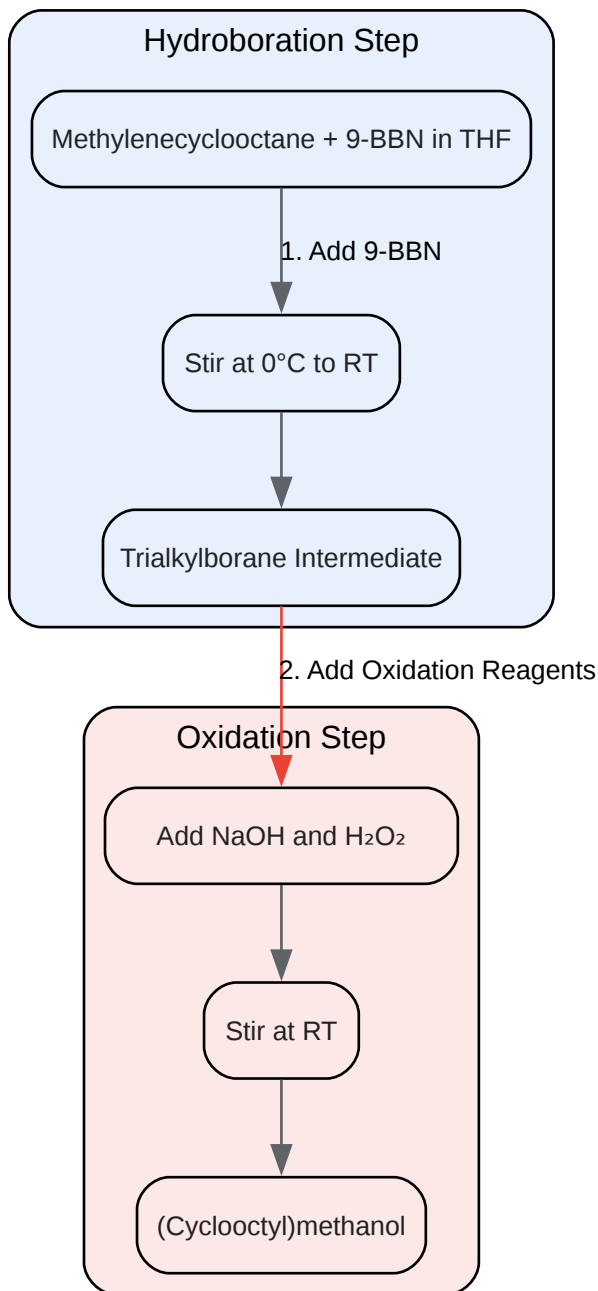 Hydroboration Step
Methylenecyclooctane + 9-BBN in THF
1. Add 9-BBN
Stir at 0°C to RT
Trialkylborane Intermediate
2. Add Oxidation Reagents
Oxidation Step
Add NaOH and H₂O₂
Stir at RT
(Cyclooctyl)methanol